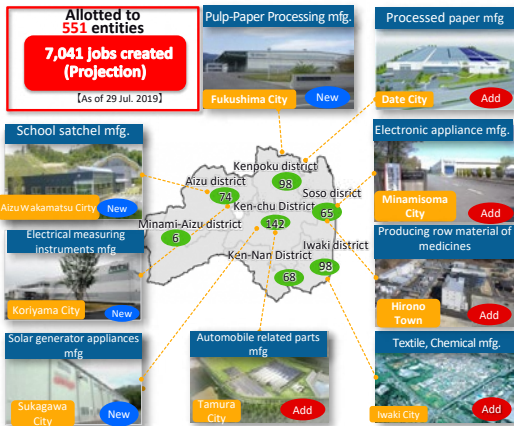 Allotted to
551 entities
7,041 jobs created
(Projection)
【As of 29 Jul. 2019】
Pulp-Paper Processing mfg.
Fukushima City
New
Processed paper mfg
Date City
Add
School satchel mfg.
Aizu Wakamatsu Cirty
New
Electronic appliance mfg.
Minamisoma
City
Add
Kenpoku district
98
Aizu district
74
Soso disrict
65
Ken-chu District
142
Minami-Aizu district
6
Iwaki district
98
Ken-Nan District
68
Electrical measuring
instruments mfg
Koriyama City
New
Producing row material of
medicines
Hirono
Town
Add
Solar generator appliances
mfg
Sukagawa
City
New
Automobile related parts
mfg
Tamura
City
Add
Textile, Chemical mfg.
Iwaki City
Add